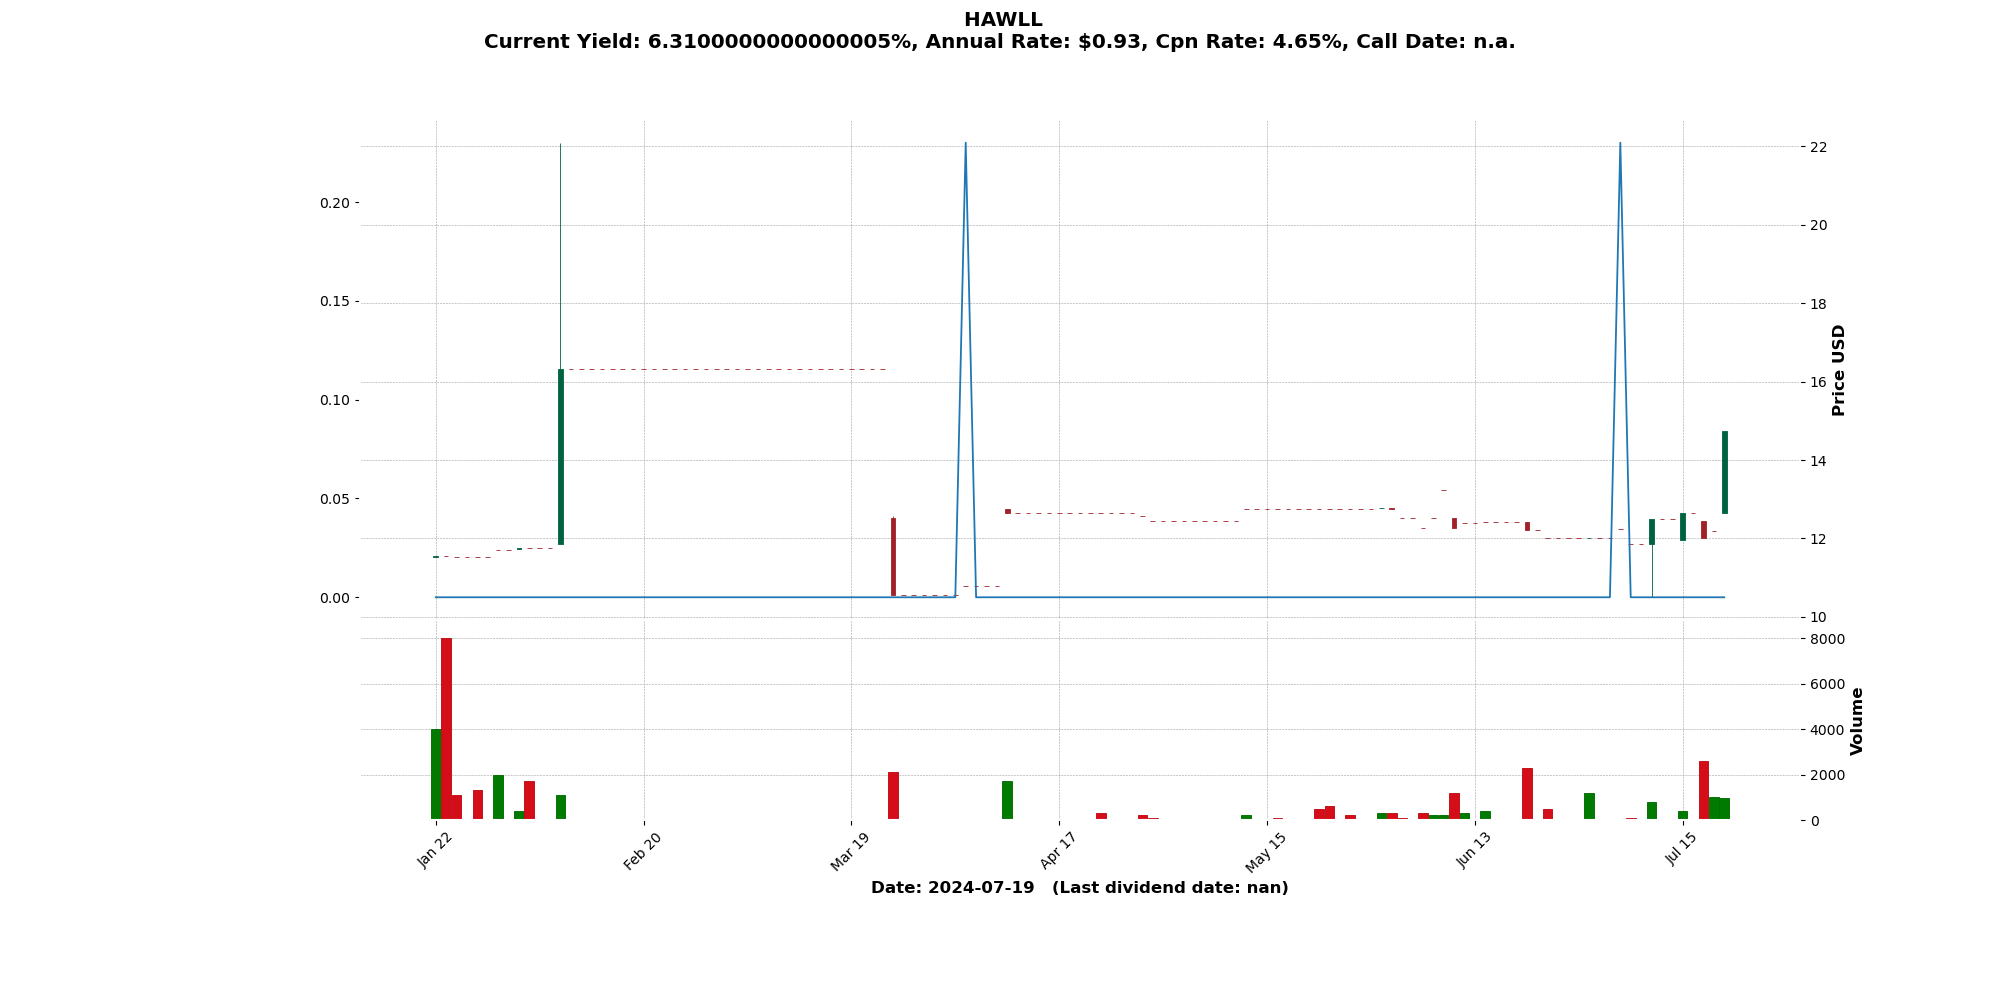 HAWLL
Current Yield: 6.3100000000000005%, Annual Rate: $0.93, Cpn Rate: 4.65%, Call Date: n.a.
0.20
0.15
0.10
0.05
0.00
22
20
18
16
14
12
10
Price USD
8000
6000
4000
2000
0
Volume
Jan 22
Feb 20
Mar 19
Apr 17
May 15
Jun 13
Jul 15
Date: 2024-07-19   (Last dividend date: nan)